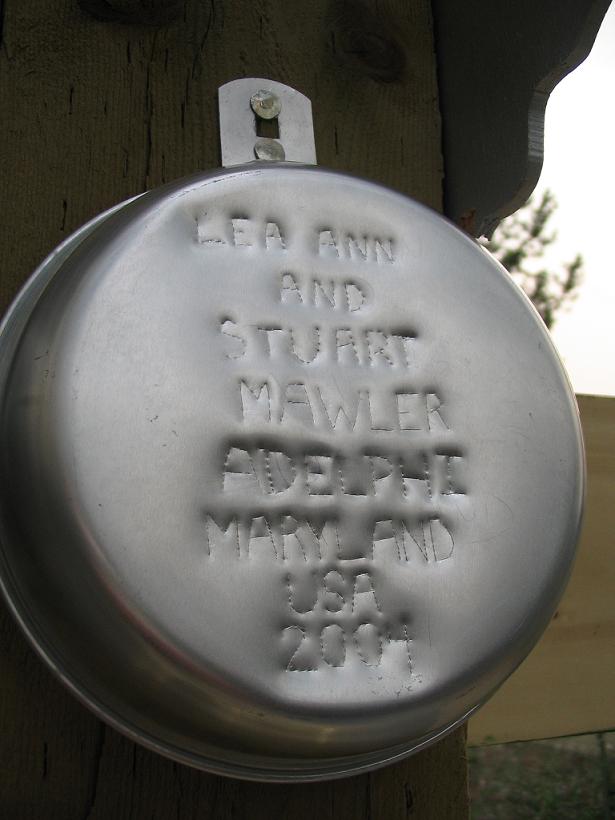 LEA ANN
AND
STUART
MAWLER
ADELPHI
MARYLAND
USA
2004